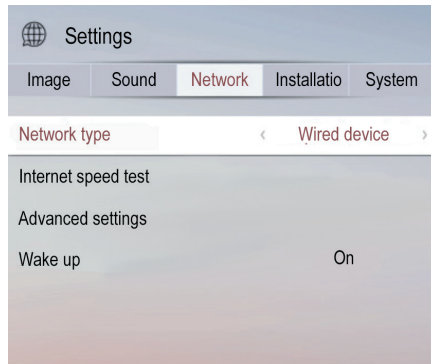 Settings
Image Sound Network Installatio System
Network type < Wired device >
Internet speed test
Advanced settings
Wake up On